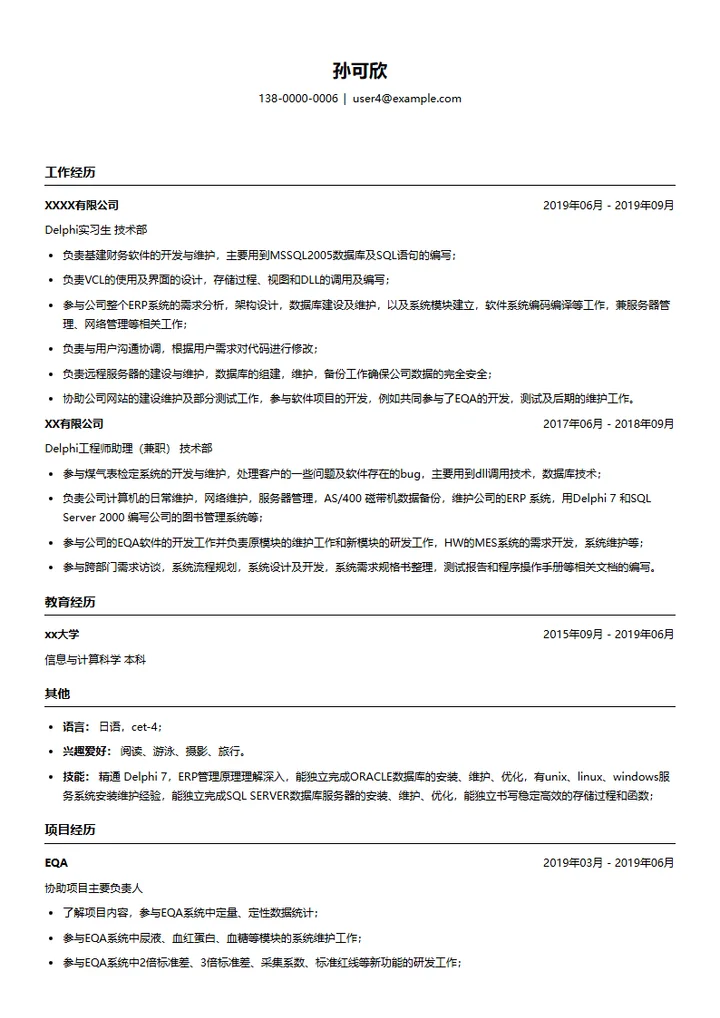 孙可欣
138-0000-0006 | user4@example.com
工作经历
XXXX有限公司 2019年06月 - 2019年09月
Delphi实习生 技术部
• 负责基建财务软件的开发与维护，主要用到MSSQL2005数据库及SQL语句的编写；
• 负责VCL的使用及界面的设计，存储过程、视图和DLL的调用及编写；
• 参与公司整个ERP系统的需求分析，架构设计，数据库建设及维护，以及系统模块建立，软件系统编码编译等工作，兼服务器管
理、网络管理等相关工作；
• 负责与用户沟通协调，根据用户需求对代码进行修改；
• 负责远程服务器的建设与维护，数据库的组建，维护，备份工作确保公司数据的完全安全；
• 协助公司网站的建设维护及部分测试工作，参与软件项目的开发，例如共同参与了EQA的开发，测试及后期的维护工作。
XX有限公司 2017年06月 - 2018年09月
Delphi工程师助理（兼职） 技术部
• 参与煤气表检定系统的开发与维护，处理客户的一些问题及软件存在的bug，主要用到dll调用技术，数据库技术；
• 负责公司计算机的日常维护，网络维护，服务器管理，AS/400 磁带机数据备份，维护公司的ERP 系统，用Delphi 7 和SQL
Server 2000 编写公司的图书管理系统等；
• 参与公司的EQA软件的开发工作并负责原模块的维护工作和新模块的研发工作，HW的MES系统的需求开发，系统维护等；
• 参与跨部门需求访谈，系统流程规划，系统设计及开发，系统需求规格书整理，测试报告和程序操作手册等相关文档的编写。
教育经历
xx大学 2015年09月 - 2019年06月
信息与计算科学 本科
其他
• 语言： 日语，cet-4；
• 兴趣爱好： 阅读、游泳、摄影、旅行。
• 技能： 精通 Delphi 7，ERP管理原理理解深入，能独立完成ORACLE数据库的安装、维护、优化，有unix、linux、windows服
务系统安装维护经验，能独立完成SQL SERVER数据库服务器的安装、维护、优化，能独立书写稳定高效的存储过程和函数；
项目经历
EQA 2019年03月 - 2019年06月
协助项目主要负责人
• 了解项目内容，参与EQA系统中定量、定性数据统计；
• 参与EQA系统中尿液、血红蛋白、血糖等模块的系统维护工作；
• 参与EQA系统中2倍标准差、3倍标准差、采集系数、标准红线等新功能的研发工作；